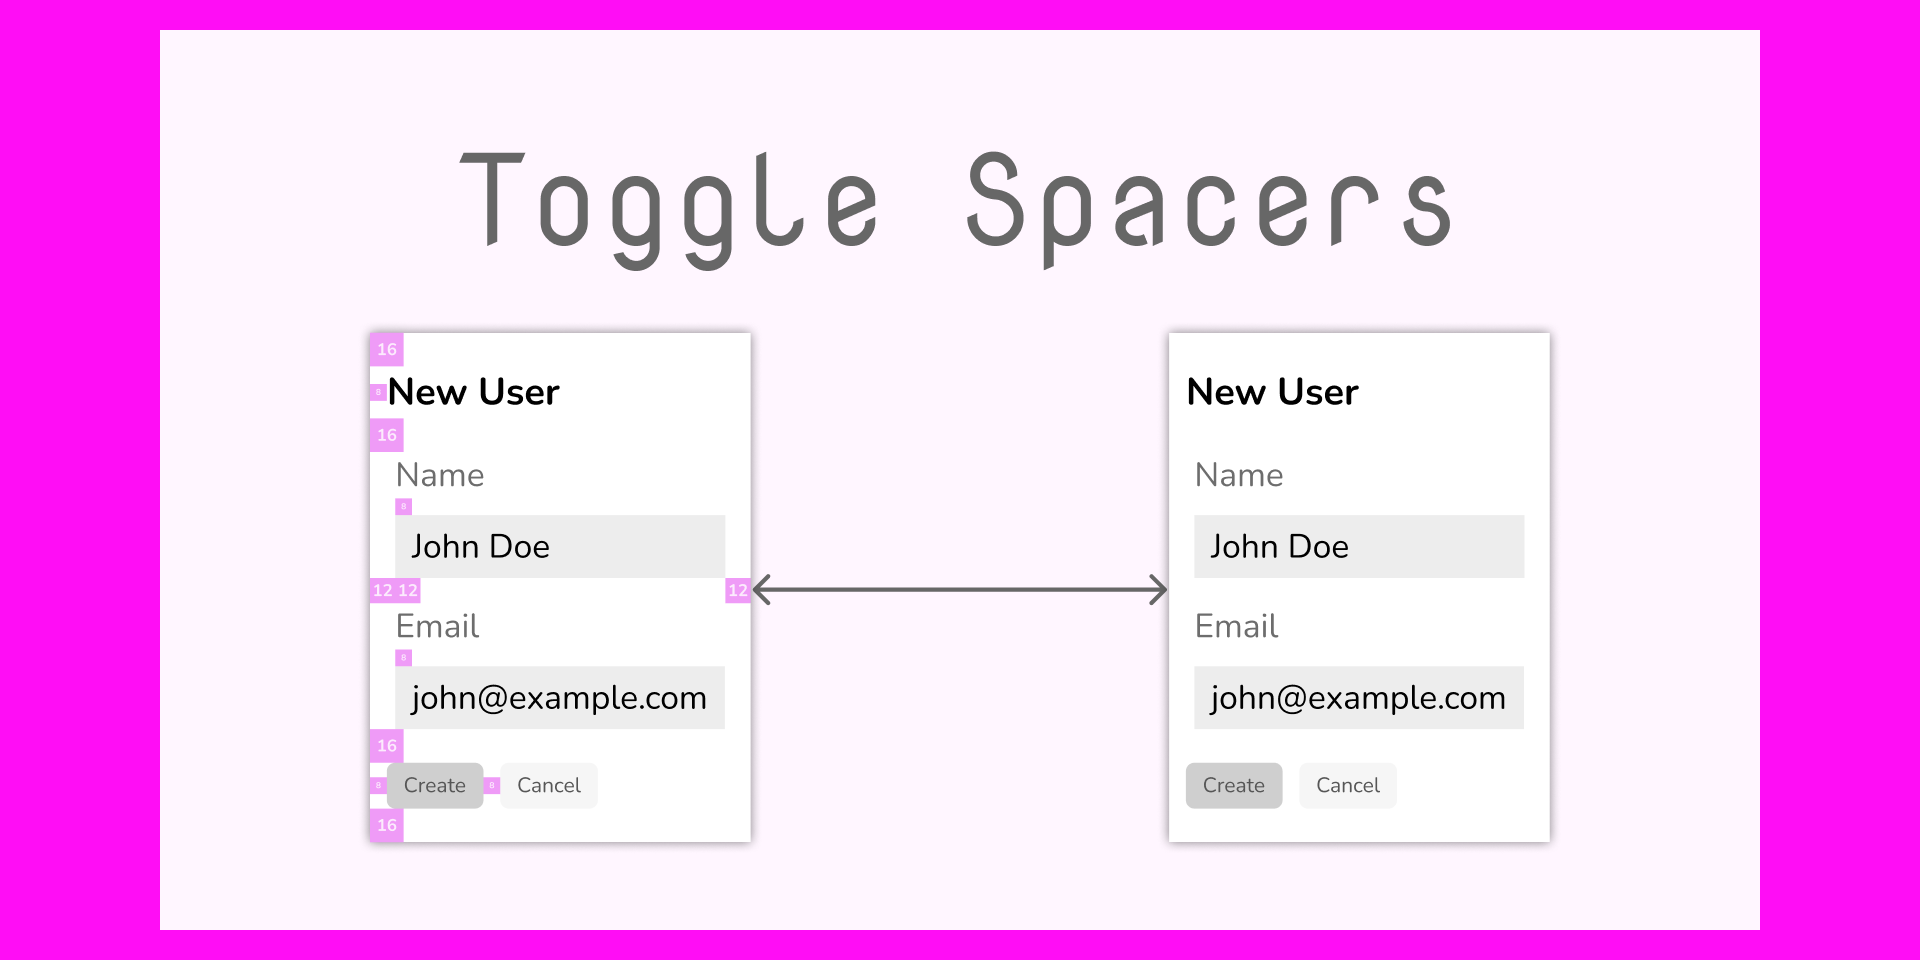 Toggle Spacers
16
8 New User
16
Name
8
John Doe
12 12 12
Email
8
john@example.com
16
8 Create 8 Cancel
16
New User
Name
John Doe
Email
john@example.com
Create Cancel